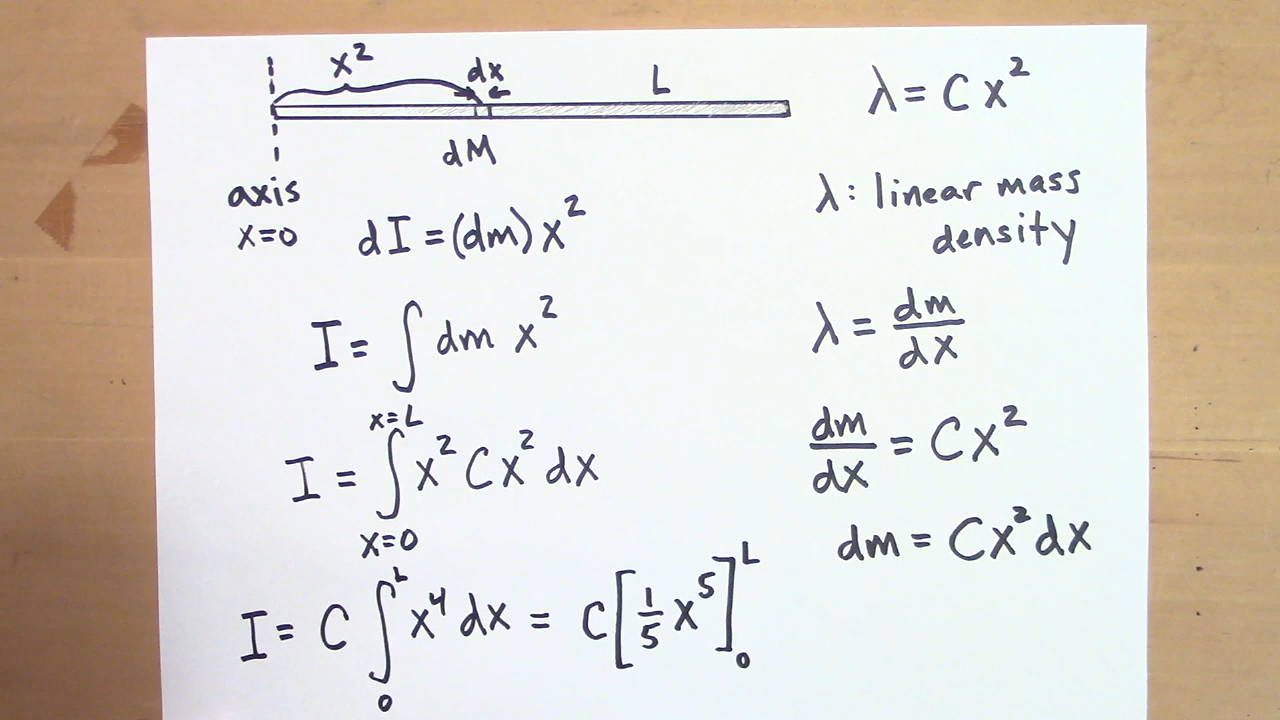 x²
dx
L
dM
axis
x=0
dI = (dm) x²
I = ∫ dm x²
x=L
I = ∫ x² C x² dx
x=0
I = C ∫₀ᴸ x⁴ dx = C [1/5 x⁵]₀ᴸ
λ = C x²
λ: linear mass
density
λ = dm/dx
dm/dx = C x²
dm = C x² dx